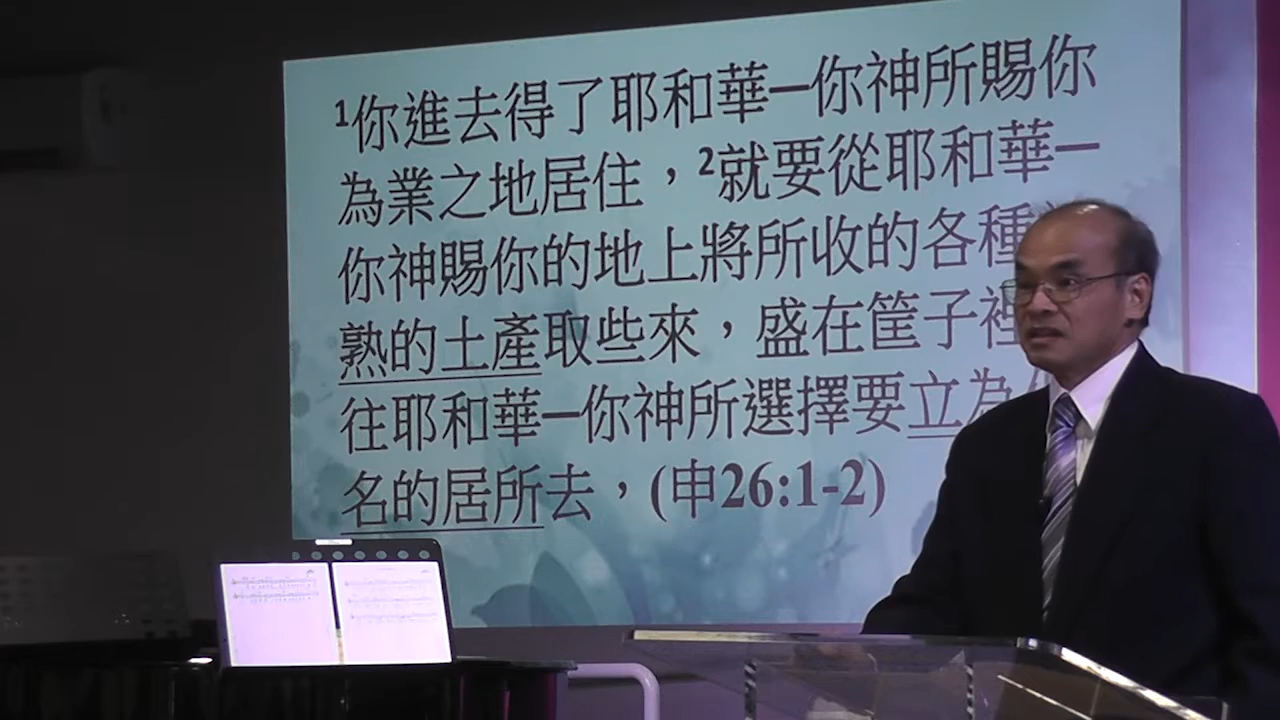 ¹你進去得了耶和華─你神所賜你
為業之地居住，²就要從耶和華─
你神賜你的地上將所收的各種
熟的土產取些來，盛在筐子裡
往耶和華─你神所選擇要立為
名的居所去，(申26:1-2)